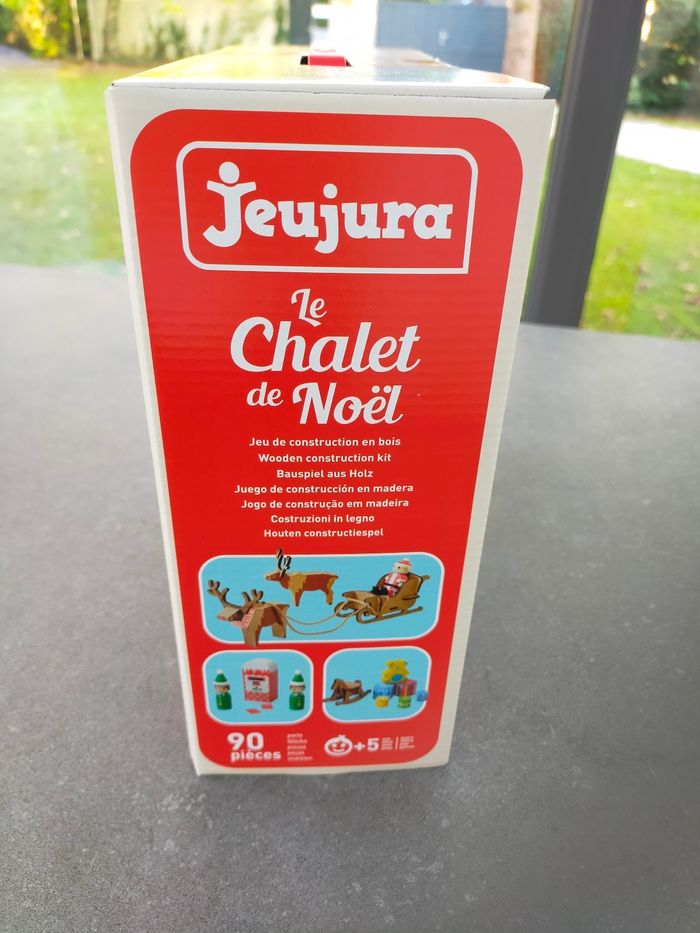 Jeujura
Le
Chalet
de Noël
Jeu de construction en bois
Wooden construction kit
Bauspiel aus Holz
Juego de construcción en madera
Jogo de construção em madeira
Costruzioni in legno
Houten constructiespel
90
pièces
+5